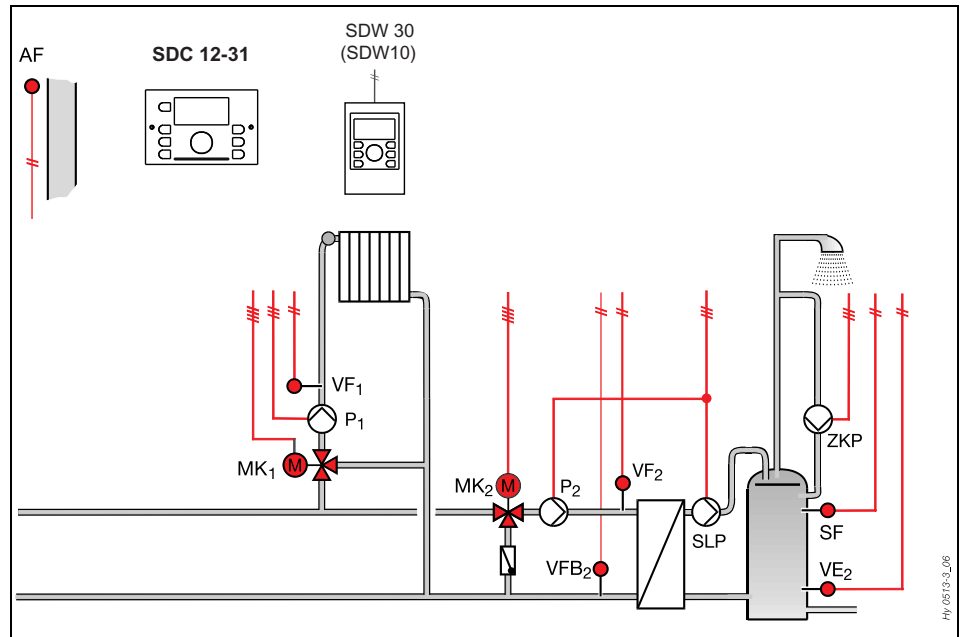 AF
SDC 12-31
SDW 30
(SDW10)
VF1
P1
MK1
M
MK2
M
P2
VF2
VFB2
SLP
ZKP
SF
VE2
Hy 0513-3_06